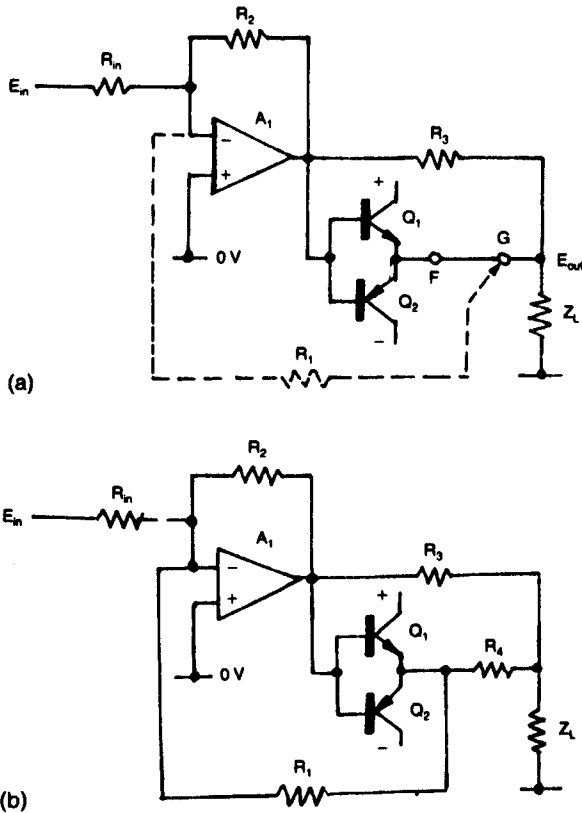 R2
Rin
Ein
A1
R3
−
+
+
Q1
G
0 V
F
Eout
Q2
ZL
−
R1
(a)
R2
Rin
Ein
A1
R3
−
+
+
Q1
R4
0 V
Q2
ZL
−
R1
(b)